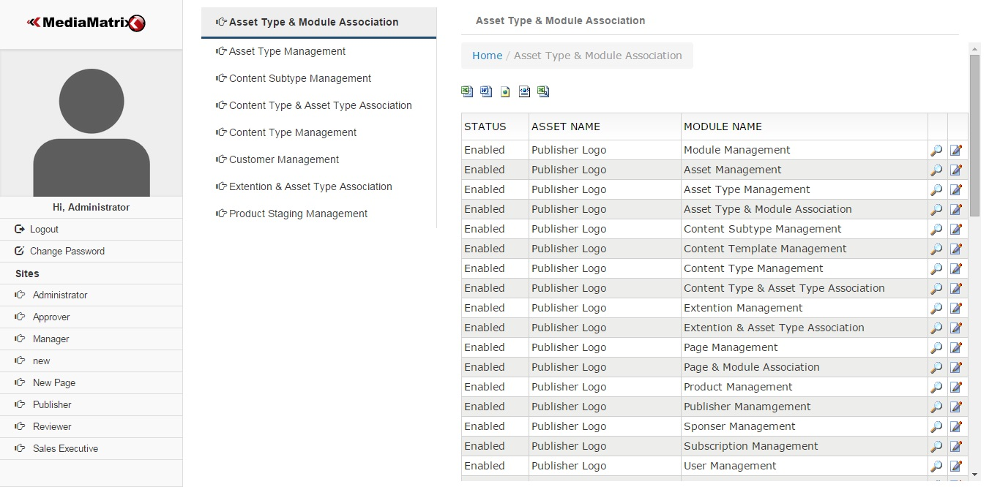 MediaMatrix
Hi, Administrator
Logout
Change Password
Sites
Administrator
Approver
Manager
new
New Page
Publisher
Reviewer
Sales Executive
Asset Type & Module Association
Asset Type Management
Content Subtype Management
Content Type & Asset Type Association
Content Type Management
Customer Management
Extention & Asset Type Association
Product Staging Management
Asset Type & Module Association
Home / Asset Type & Module Association
STATUS ASSET NAME MODULE NAME
Enabled Publisher Logo Module Management
Enabled Publisher Logo Asset Management
Enabled Publisher Logo Asset Type Management
Enabled Publisher Logo Asset Type & Module Association
Enabled Publisher Logo Content Subtype Management
Enabled Publisher Logo Content Template Management
Enabled Publisher Logo Content Type Management
Enabled Publisher Logo Content Type & Asset Type Association
Enabled Publisher Logo Extention Management
Enabled Publisher Logo Extention & Asset Type Association
Enabled Publisher Logo Page Management
Enabled Publisher Logo Page & Module Association
Enabled Publisher Logo Product Management
Enabled Publisher Logo Publisher Manamgement
Enabled Publisher Logo Sponser Management
Enabled Publisher Logo Subscription Management
Enabled Publisher Logo User Management